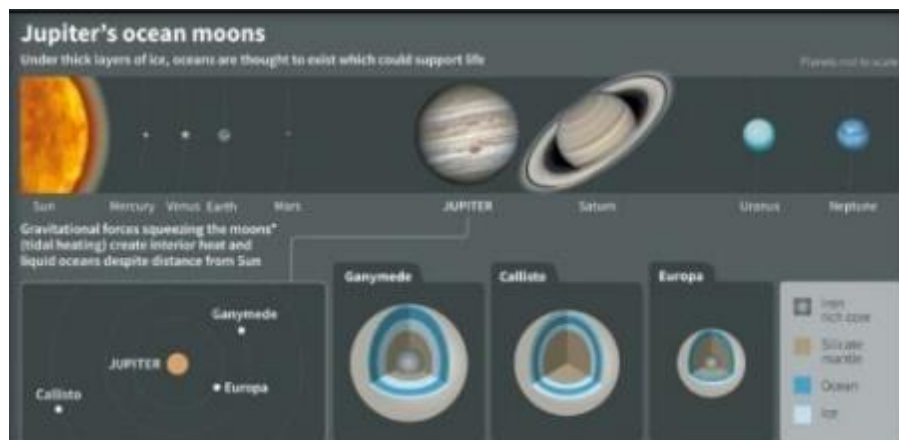 Jupiter's ocean moons
Under thick layers of ice, oceans are thought to exist which could support life
Planets not to scale
Sun
Mercury
Venus
Earth
Mars
JUPITER
Saturn
Uranus
Neptune
Gravitational forces squeezing the moons*
(tidal heating) create interior heat and
liquid oceans despite distance from Sun
Ganymede
JUPITER
Europa
Callisto
Ganymede
Callisto
Europa
Iron
rich core
Silicate
mantle
Ocean
Ice